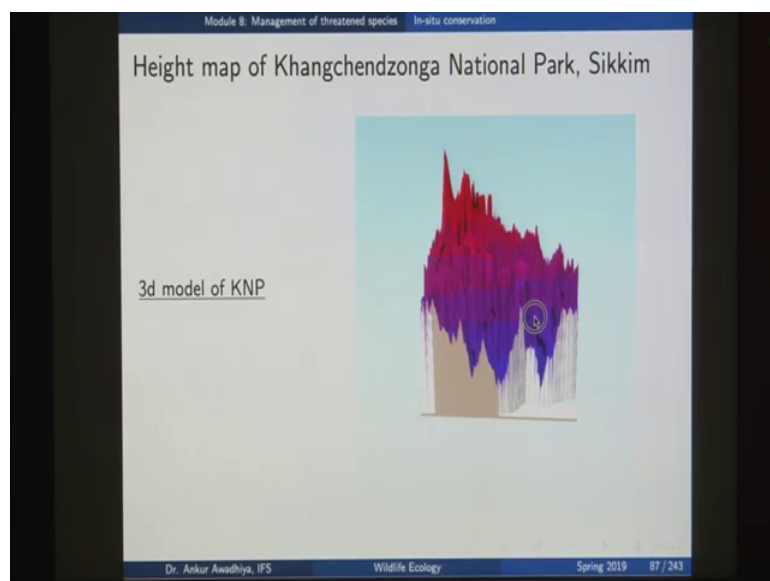 Module 8: Management of threatened species In-situ conservation
Height map of Khangchendzonga National Park, Sikkim
3d model of KNP
Dr. Ankur Awadhiya, IFS Wildlife Ecology Spring 2019 87 / 243